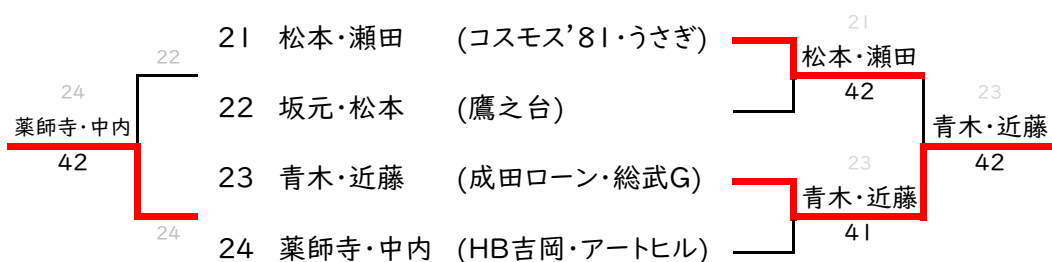 21
21 松本・瀬田 (コスモス’81・うさぎ)
松本・瀬田
22
42
24
22 坂元・松本 (鷹之台)
23
薬師寺・中内
青木・近藤
42
42
23
23 青木・近藤 (成田ローン・総武G)
青木・近藤
24
41
24 薬師寺・中内 (HB吉岡・アートヒル)